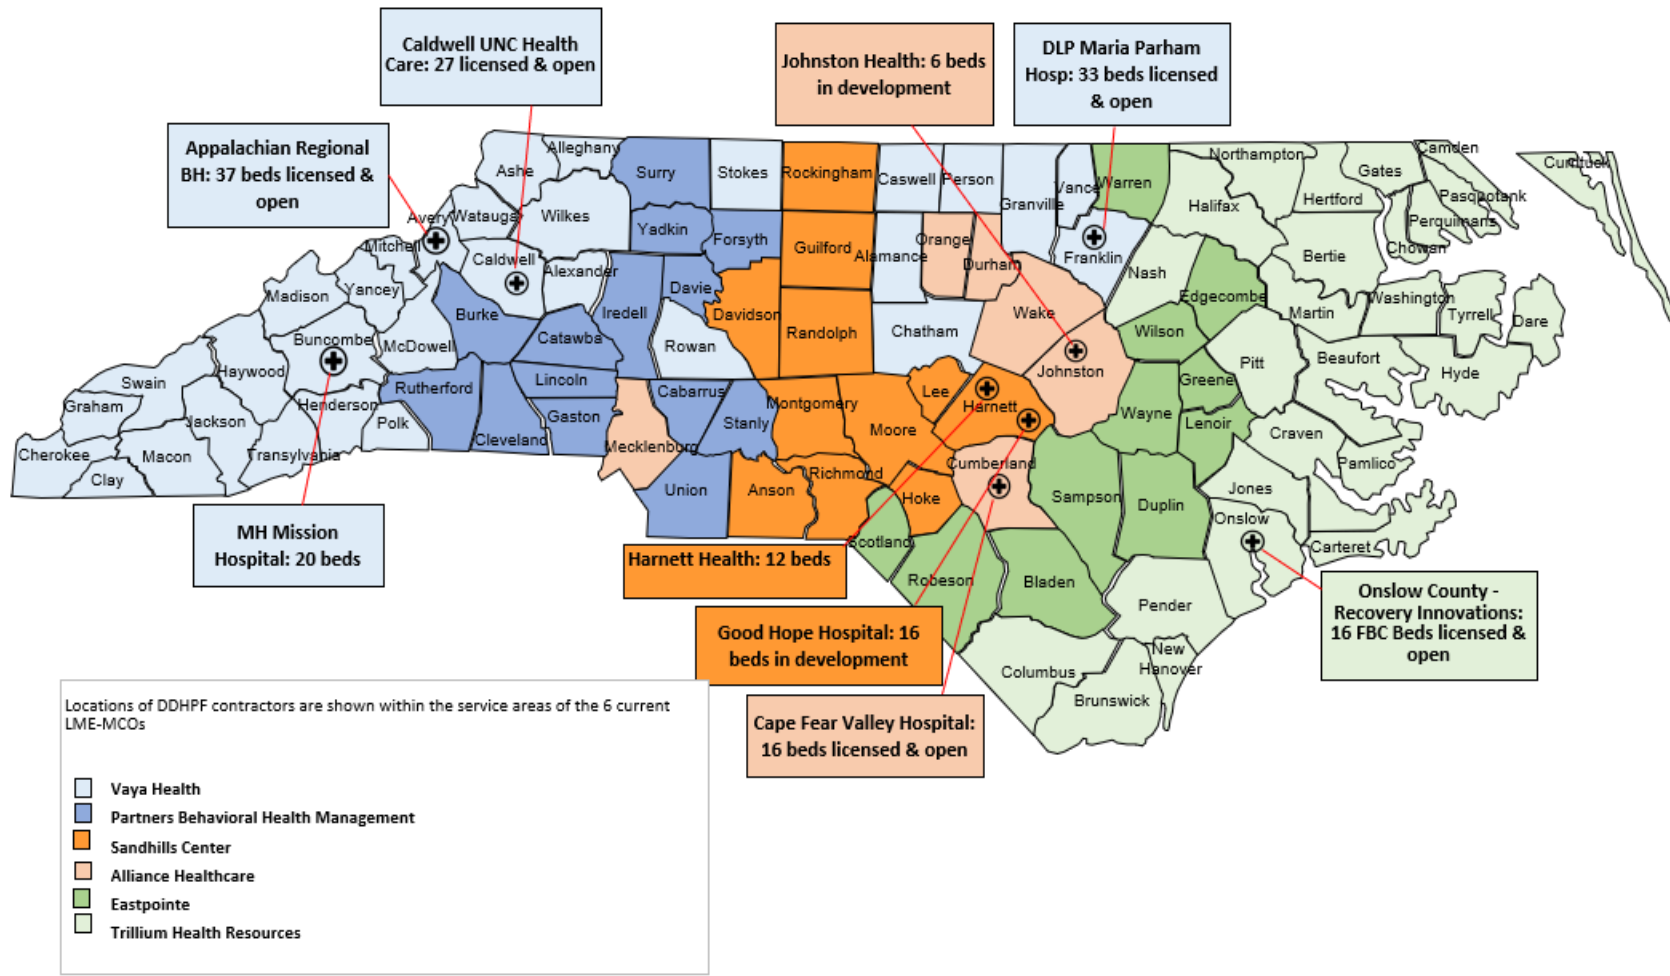 Caldwell UNC Health
Care: 27 licensed & open
Johnston Health: 6 beds
in development
DLP Maria Parham
Hosp: 33 beds licensed
& open
Appalachian Regional
BH: 37 beds licensed &
open
Alleghany
Ashe
Surry
Stokes
Rockingham
Caswell
Person
Granville
Vance
Warren
Northampton
Gates
Camden
Currituck
Pasquotank
Perquimans
Chowan
Hertford
Halifax
Bertie
Avery
Watauga
Wilkes
Yadkin
Forsyth
Guilford
Alamance
Orange
Durham
Franklin
Nash
Mitchell
Caldwell
Alexander
Davie
Madison
Yancey
Burke
Iredell
Davidson
Randolph
Chatham
Wake
Edgecombe
Martin
Washington
Tyrrell
Dare
Buncombe
McDowell
Catawba
Rowan
Johnston
Wilson
Pitt
Beaufort
Hyde
Swain
Haywood
Rutherford
Lincoln
Cabarrus
Montgomery
Lee
Harnett
Greene
Wayne
Lenoir
Craven
Graham
Jackson
Henderson
Polk
Cleveland
Gaston
Mecklenburg
Stanly
Moore
Pamlico
Cherokee
Clay
Macon
Transylvania
Union
Anson
Richmond
Hoke
Cumberland
Sampson
Duplin
Jones
Onslow
Carteret
Scotland
Robeson
Bladen
Pender
Columbus
New
Hanover
Brunswick
MH Mission
Hospital: 20 beds
Harnett Health: 12 beds
Good Hope Hospital: 16
beds in development
Cape Fear Valley Hospital:
16 beds licensed & open
Onslow County -
Recovery Innovations:
16 FBC Beds licensed &
open
Locations of DDHPF contractors are shown within the service areas of the 6 current
LME-MCOs
Vaya Health
Partners Behavioral Health Management
Sandhills Center
Alliance Healthcare
Eastpointe
Trillium Health Resources